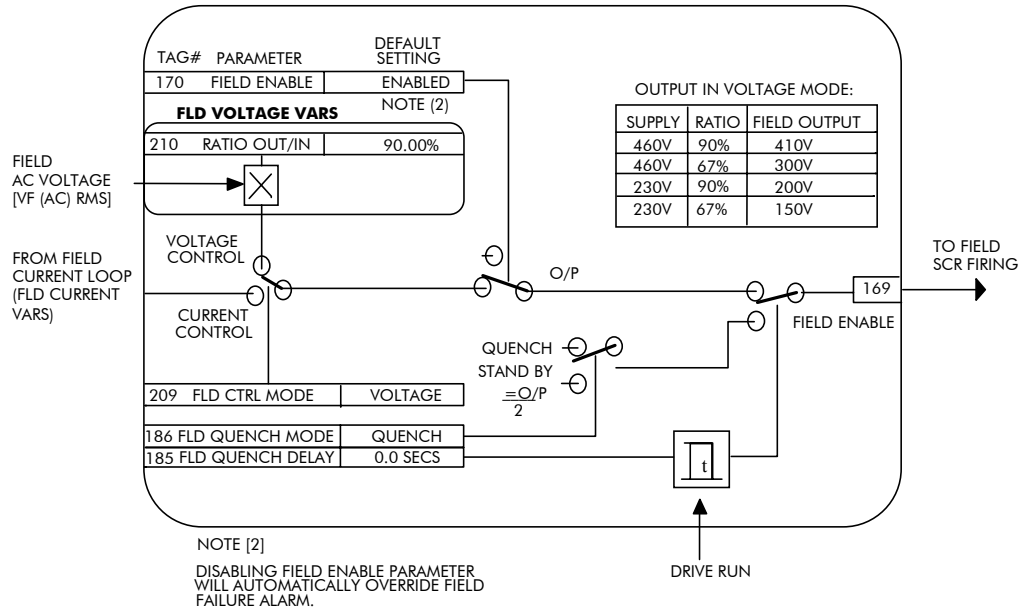 TAG# PARAMETER DEFAULT SETTING
170 FIELD ENABLE ENABLED
NOTE (2)
FLD VOLTAGE VARS
210 RATIO OUT/IN 90.00%
FIELD
AC VOLTAGE
[VF (AC) RMS]
VOLTAGE
CONTROL
FROM FIELD
CURRENT LOOP
(FLD CURRENT
VARS)
CURRENT
CONTROL
O/P
OUTPUT IN VOLTAGE MODE:
SUPPLY RATIO FIELD OUTPUT
460V 90% 410V
460V 67% 300V
230V 90% 200V
230V 67% 150V
TO FIELD
SCR FIRING
169
FIELD ENABLE
QUENCH
STAND BY
=O/P
2
209 FLD CTRL MODE VOLTAGE
186 FLD QUENCH MODE QUENCH
185 FLD QUENCH DELAY 0.0 SECS
t
DRIVE RUN
NOTE [2]
DISABLING FIELD ENABLE PARAMETER
WILL AUTOMATICALLY OVERRIDE FIELD
FAILURE ALARM.